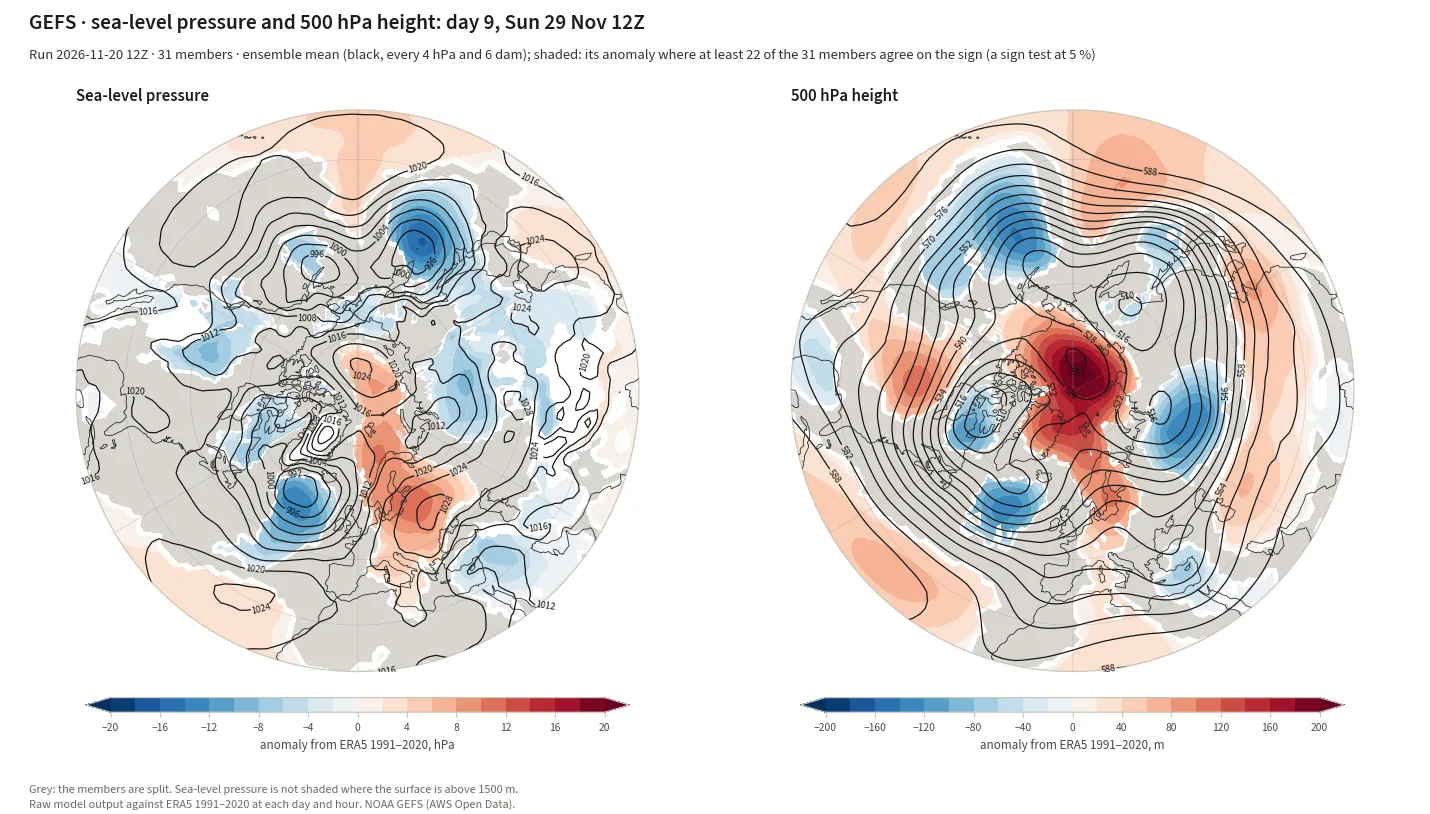 GEFS · sea-level pressure and 500 hPa height: day 9, Sun 29 Nov 12Z
Run 2026-11-20 12Z · 31 members · ensemble mean (black, every 4 hPa and 6 dam); shaded: its anomaly where at least 22 of the 31 members agree on the sign (a sign test at 5 %)
Sea-level pressure
500 hPa height
−20 −16 −12 −8 −4 0 4 8 12 16 20
anomaly from ERA5 1991–2020, hPa
−200 −160 −120 −80 −40 0 40 80 120 160 200
anomaly from ERA5 1991–2020, m
Grey: the members are split. Sea-level pressure is not shaded where the surface is above 1500 m.
Raw model output against ERA5 1991–2020 at each day and hour. NOAA GEFS (AWS Open Data).